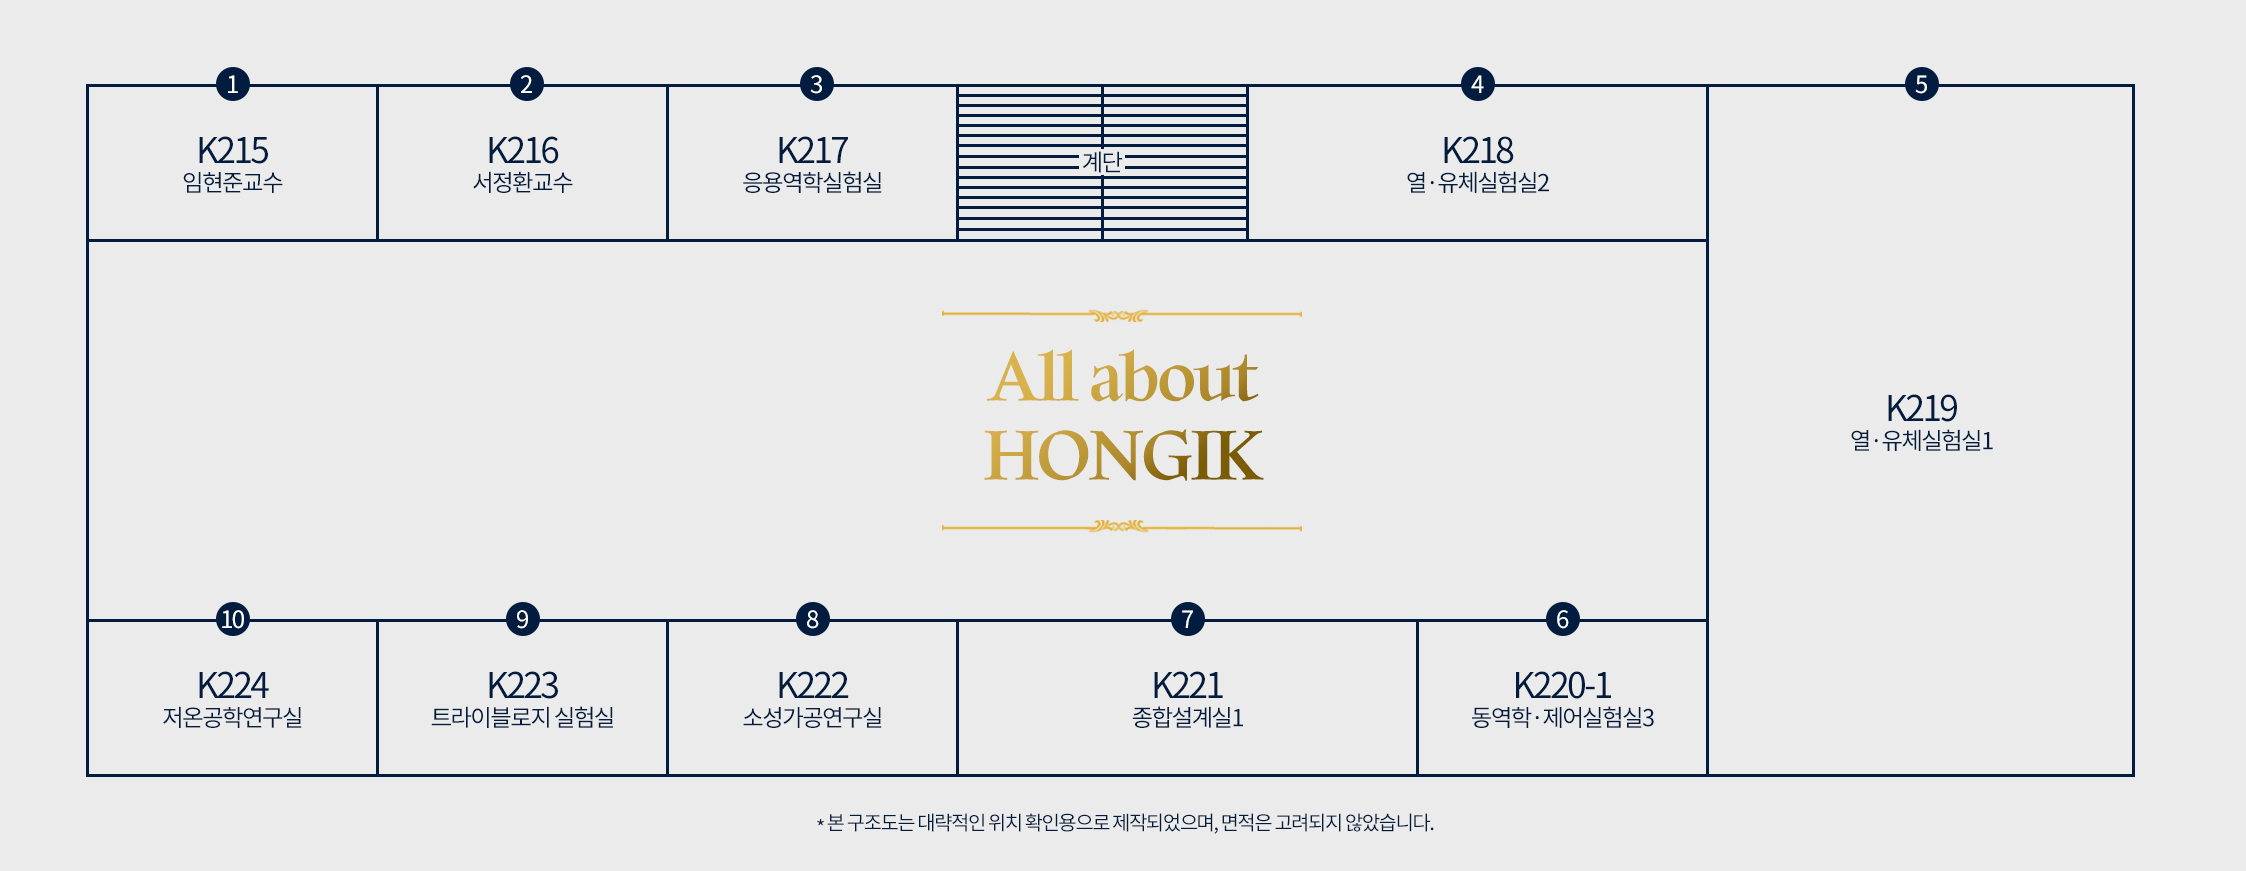 1
2
3
4
5
K215
임현준교수
K216
서정환교수
K217
응용역학실험실
계단
K218
열·유체실험실2
All about
HONGIK
K219
열·유체실험실1
10
9
8
7
6
K224
저온공학연구실
K223
트라이블로지 실험실
K222
소성가공연구실
K221
종합설계실1
K220-1
동역학·제어실험실3
* 본 구조도는 대략적인 위치 확인용으로 제작되었으며, 면적은 고려되지 않았습니다.